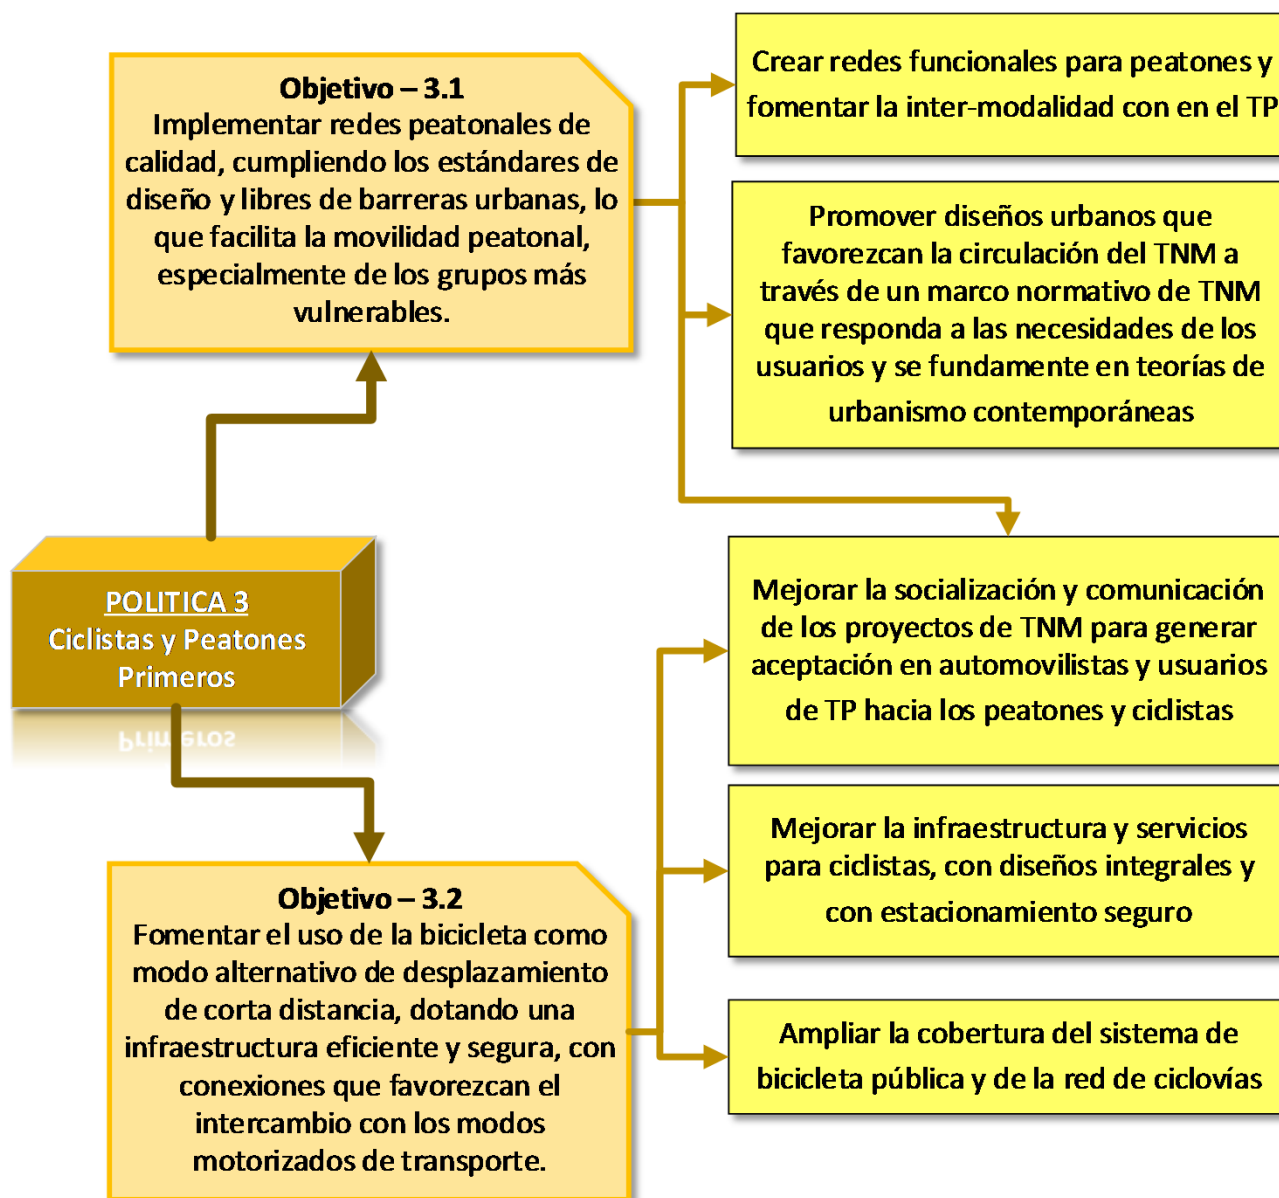 Objetivo – 3.1
Implementar redes peatonales de
calidad, cumpliendo los estándares de
diseño y libres de barreras urbanas, lo
que facilita la movilidad peatonal,
especialmente de los grupos más
vulnerables.
Crear redes funcionales para peatones y
fomentar la inter-modalidad con en el TP
Promover diseños urbanos que
favorezcan la circulación del TNM a
través de un marco normativo de TNM
que responda a las necesidades de los
usuarios y se fundamente en teorías de
urbanismo contemporáneas
POLITICA 3
Ciclistas y Peatones
Primeros
Mejorar la socialización y comunicación
de los proyectos de TNM para generar
aceptación en automovilistas y usuarios
de TP hacia los peatones y ciclistas
Mejorar la infraestructura y servicios
para ciclistas, con diseños integrales y
con estacionamiento seguro
Objetivo – 3.2
Fomentar el uso de la bicicleta como
modo alternativo de desplazamiento
de corta distancia, dotando una
infraestructura eficiente y segura, con
conexiones que favorezcan el
intercambio con los modos
motorizados de transporte.
Ampliar la cobertura del sistema de
bicicleta pública y de la red de ciclovías